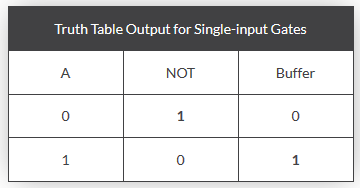 Truth Table Output for Single-input Gates
A NOT Buffer
0 1 0
1 0 1